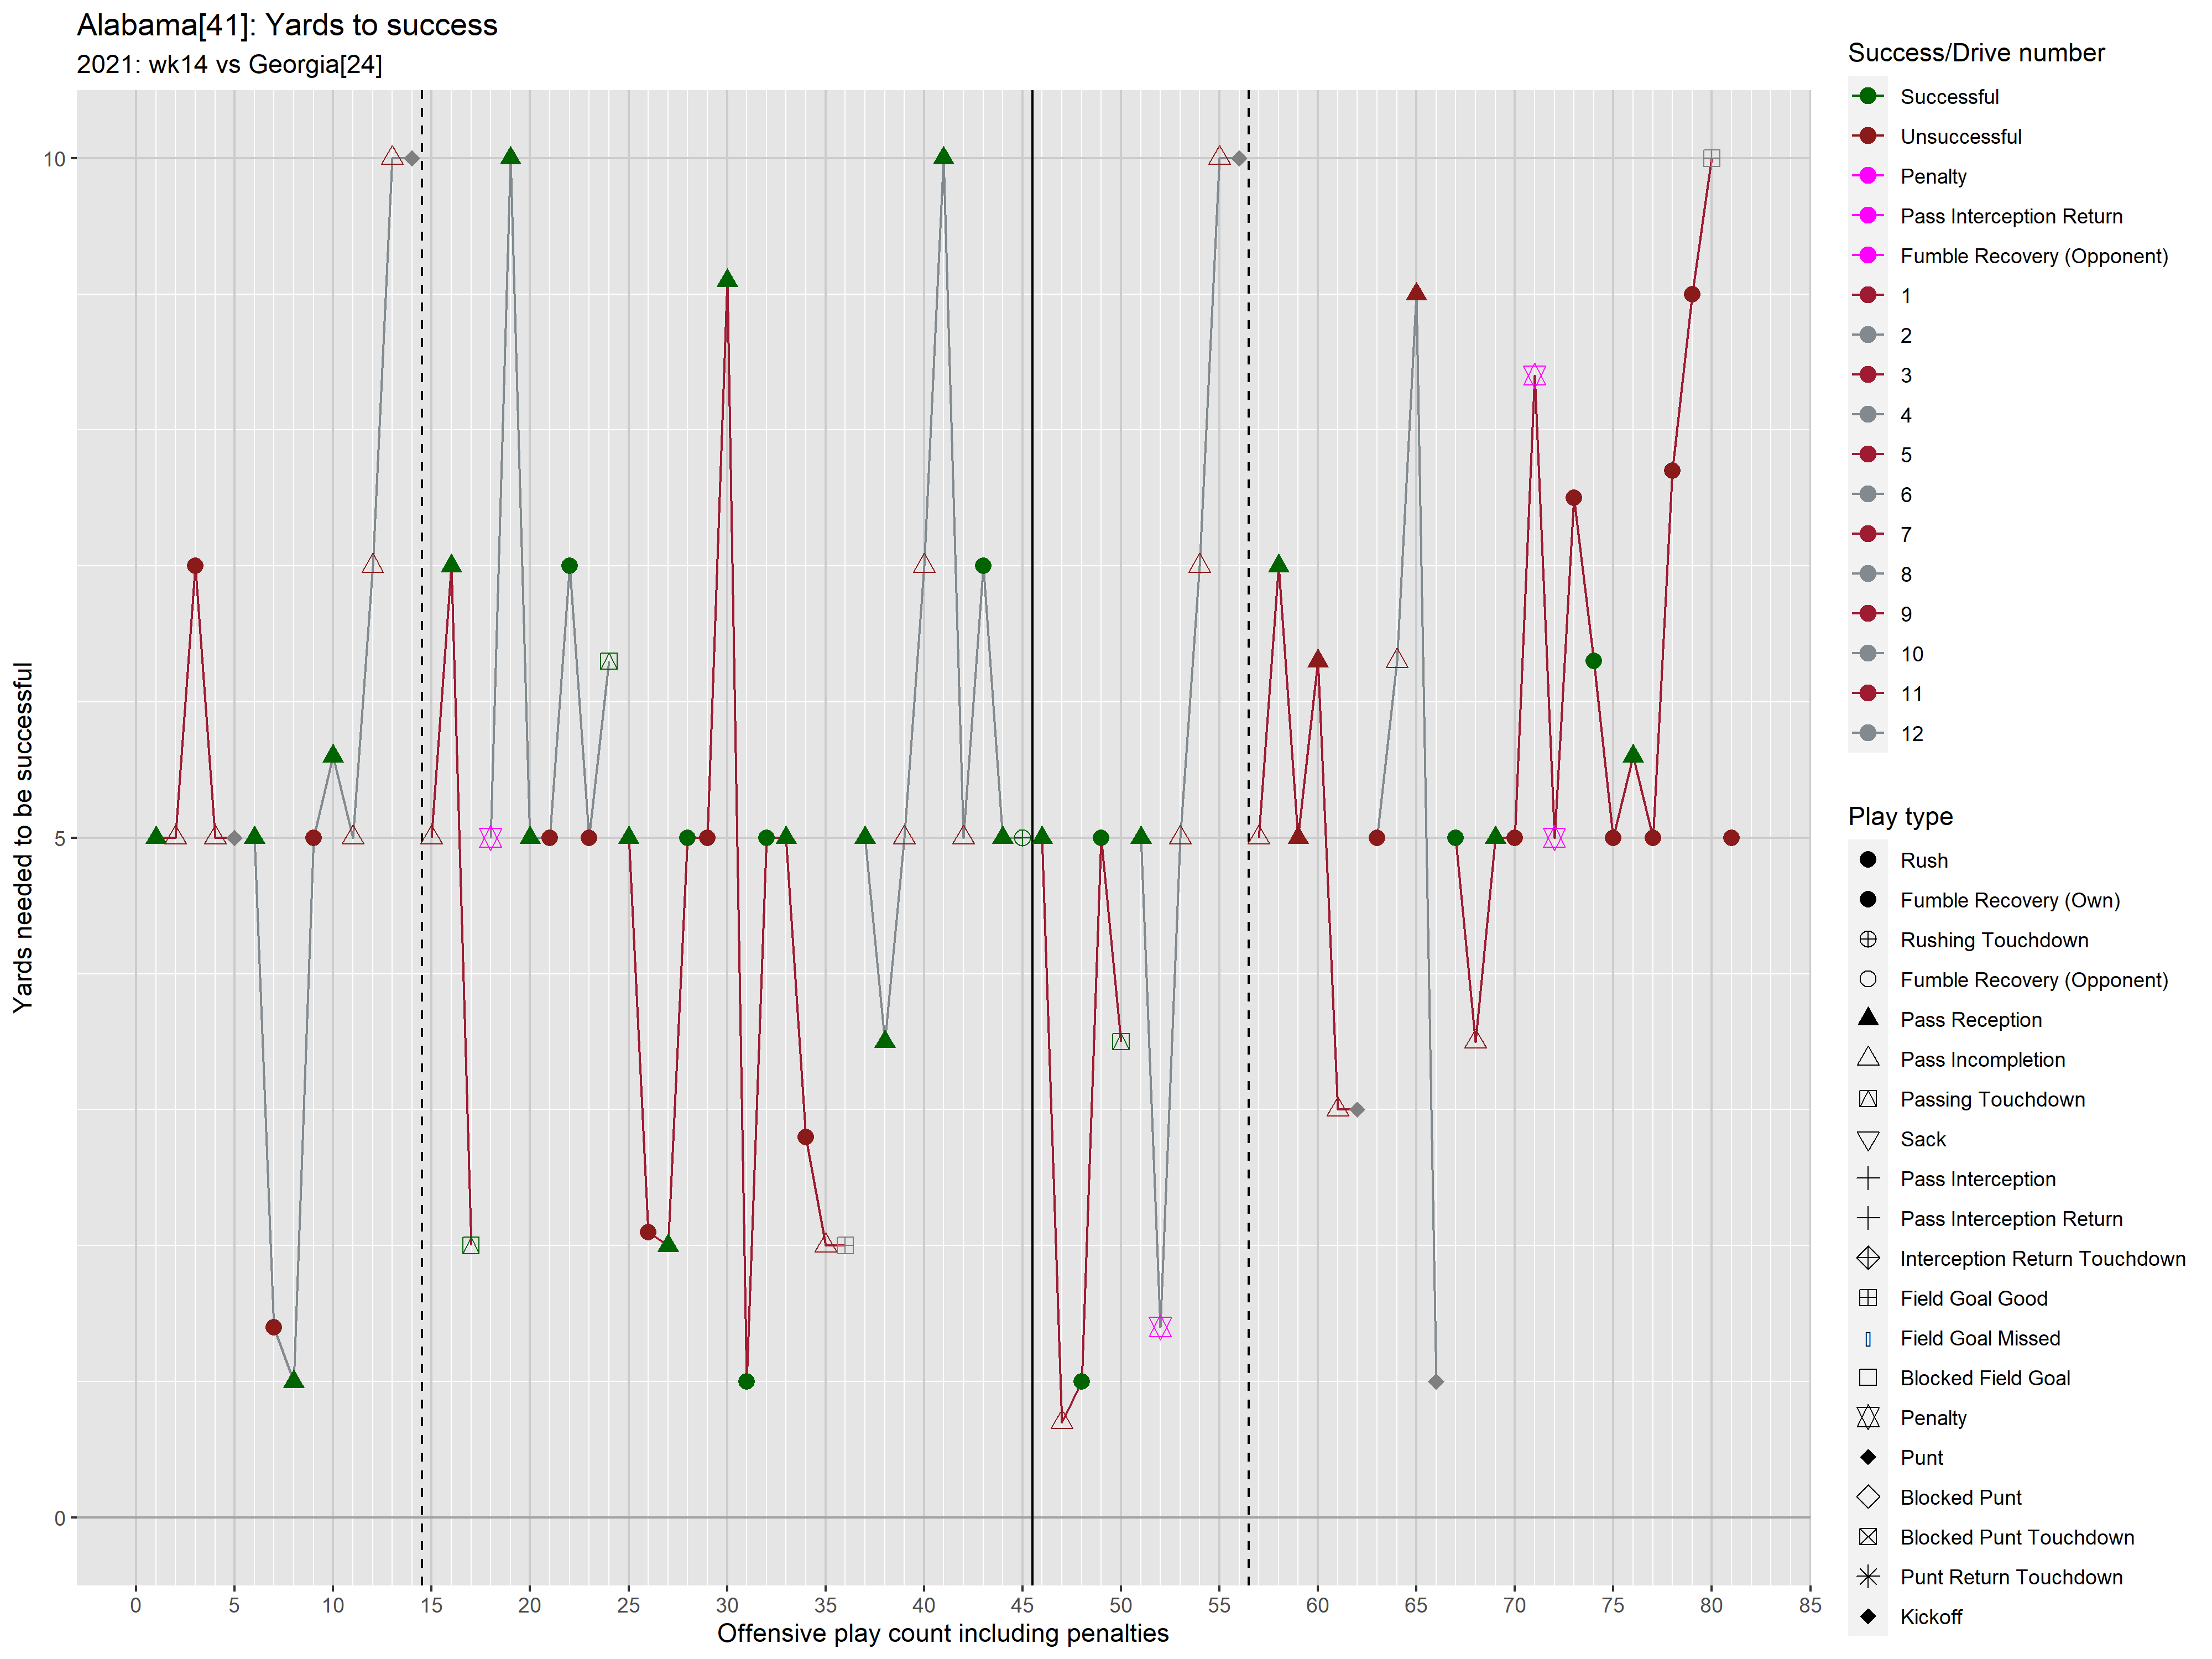 Alabama[41]: Yards to success
2021: wk14 vs Georgia[24]
Yards needed to be successful
10
5
0
0 5 10 15 20 25 30 35 40 45 50 55 60 65 70 75 80 85
Offensive play count including penalties
Success/Drive number
Successful
Unsuccessful
Penalty
Pass Interception Return
Fumble Recovery (Opponent)
1
2
3
4
5
6
7
8
9
10
11
12
Play type
Rush
Fumble Recovery (Own)
Rushing Touchdown
Fumble Recovery (Opponent)
Pass Reception
Pass Incompletion
Passing Touchdown
Sack
Pass Interception
Pass Interception Return
Interception Return Touchdown
Field Goal Good
Field Goal Missed
Blocked Field Goal
Penalty
Punt
Blocked Punt
Blocked Punt Touchdown
Punt Return Touchdown
Kickoff